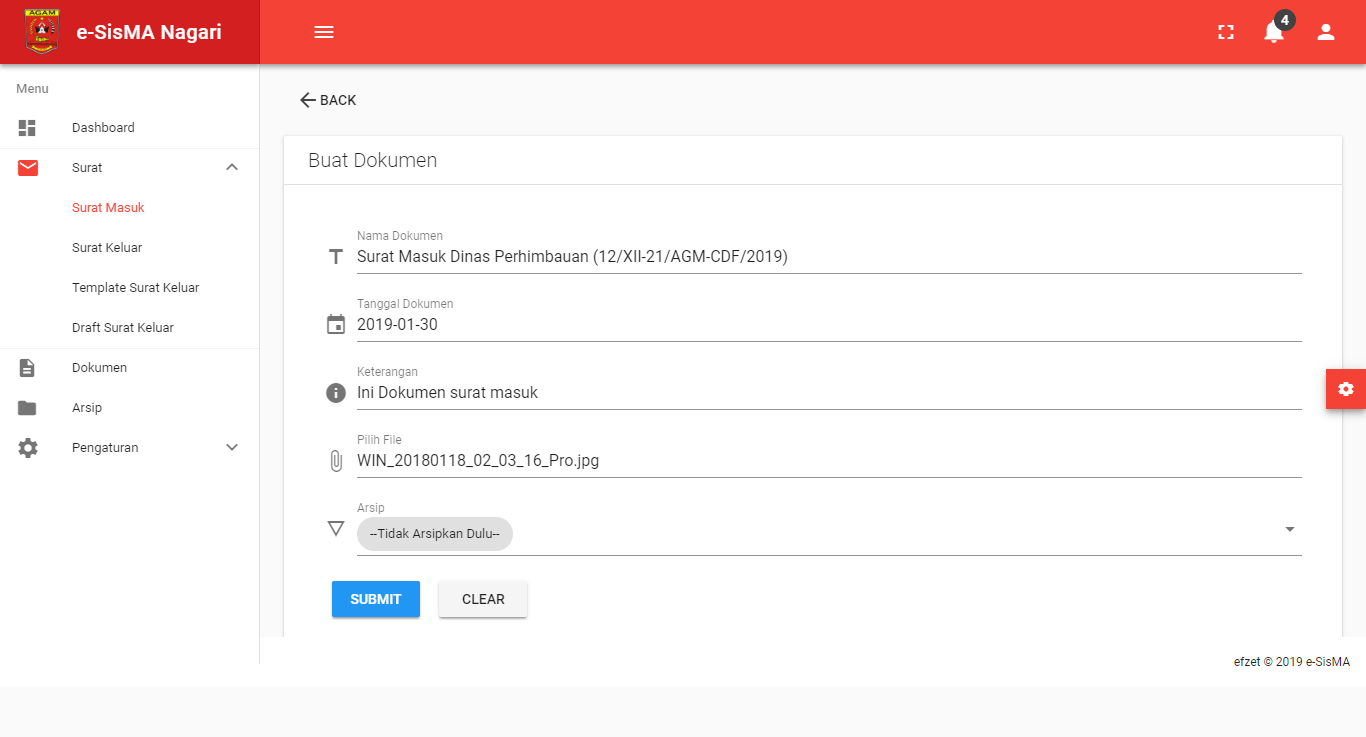 AGAM
e-SisMA Nagari
4
Menu
Dashboard
Surat
Surat Masuk
Surat Keluar
Template Surat Keluar
Draft Surat Keluar
Dokumen
Arsip
Pengaturan
BACK
Buat Dokumen
Nama Dokumen
Surat Masuk Dinas Perhimbauan (12/XII-21/AGM-CDF/2019)
Tanggal Dokumen
2019-01-30
Keterangan
Ini Dokumen surat masuk
Pilih File
WIN_20180118_02_03_16_Pro.jpg
Arsip
--Tidak Arsipkan Dulu--
SUBMIT
CLEAR
efzet © 2019 e-SisMA